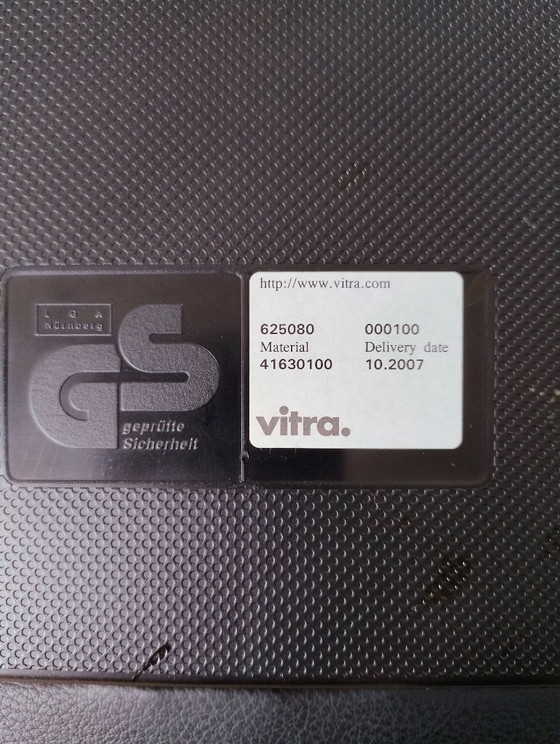 LGA
Nürnberg
GS
geprüfte
Sicherheit
http://www.vitra.com
625080 000100
Material Delivery date
41630100 10.2007
vitra.